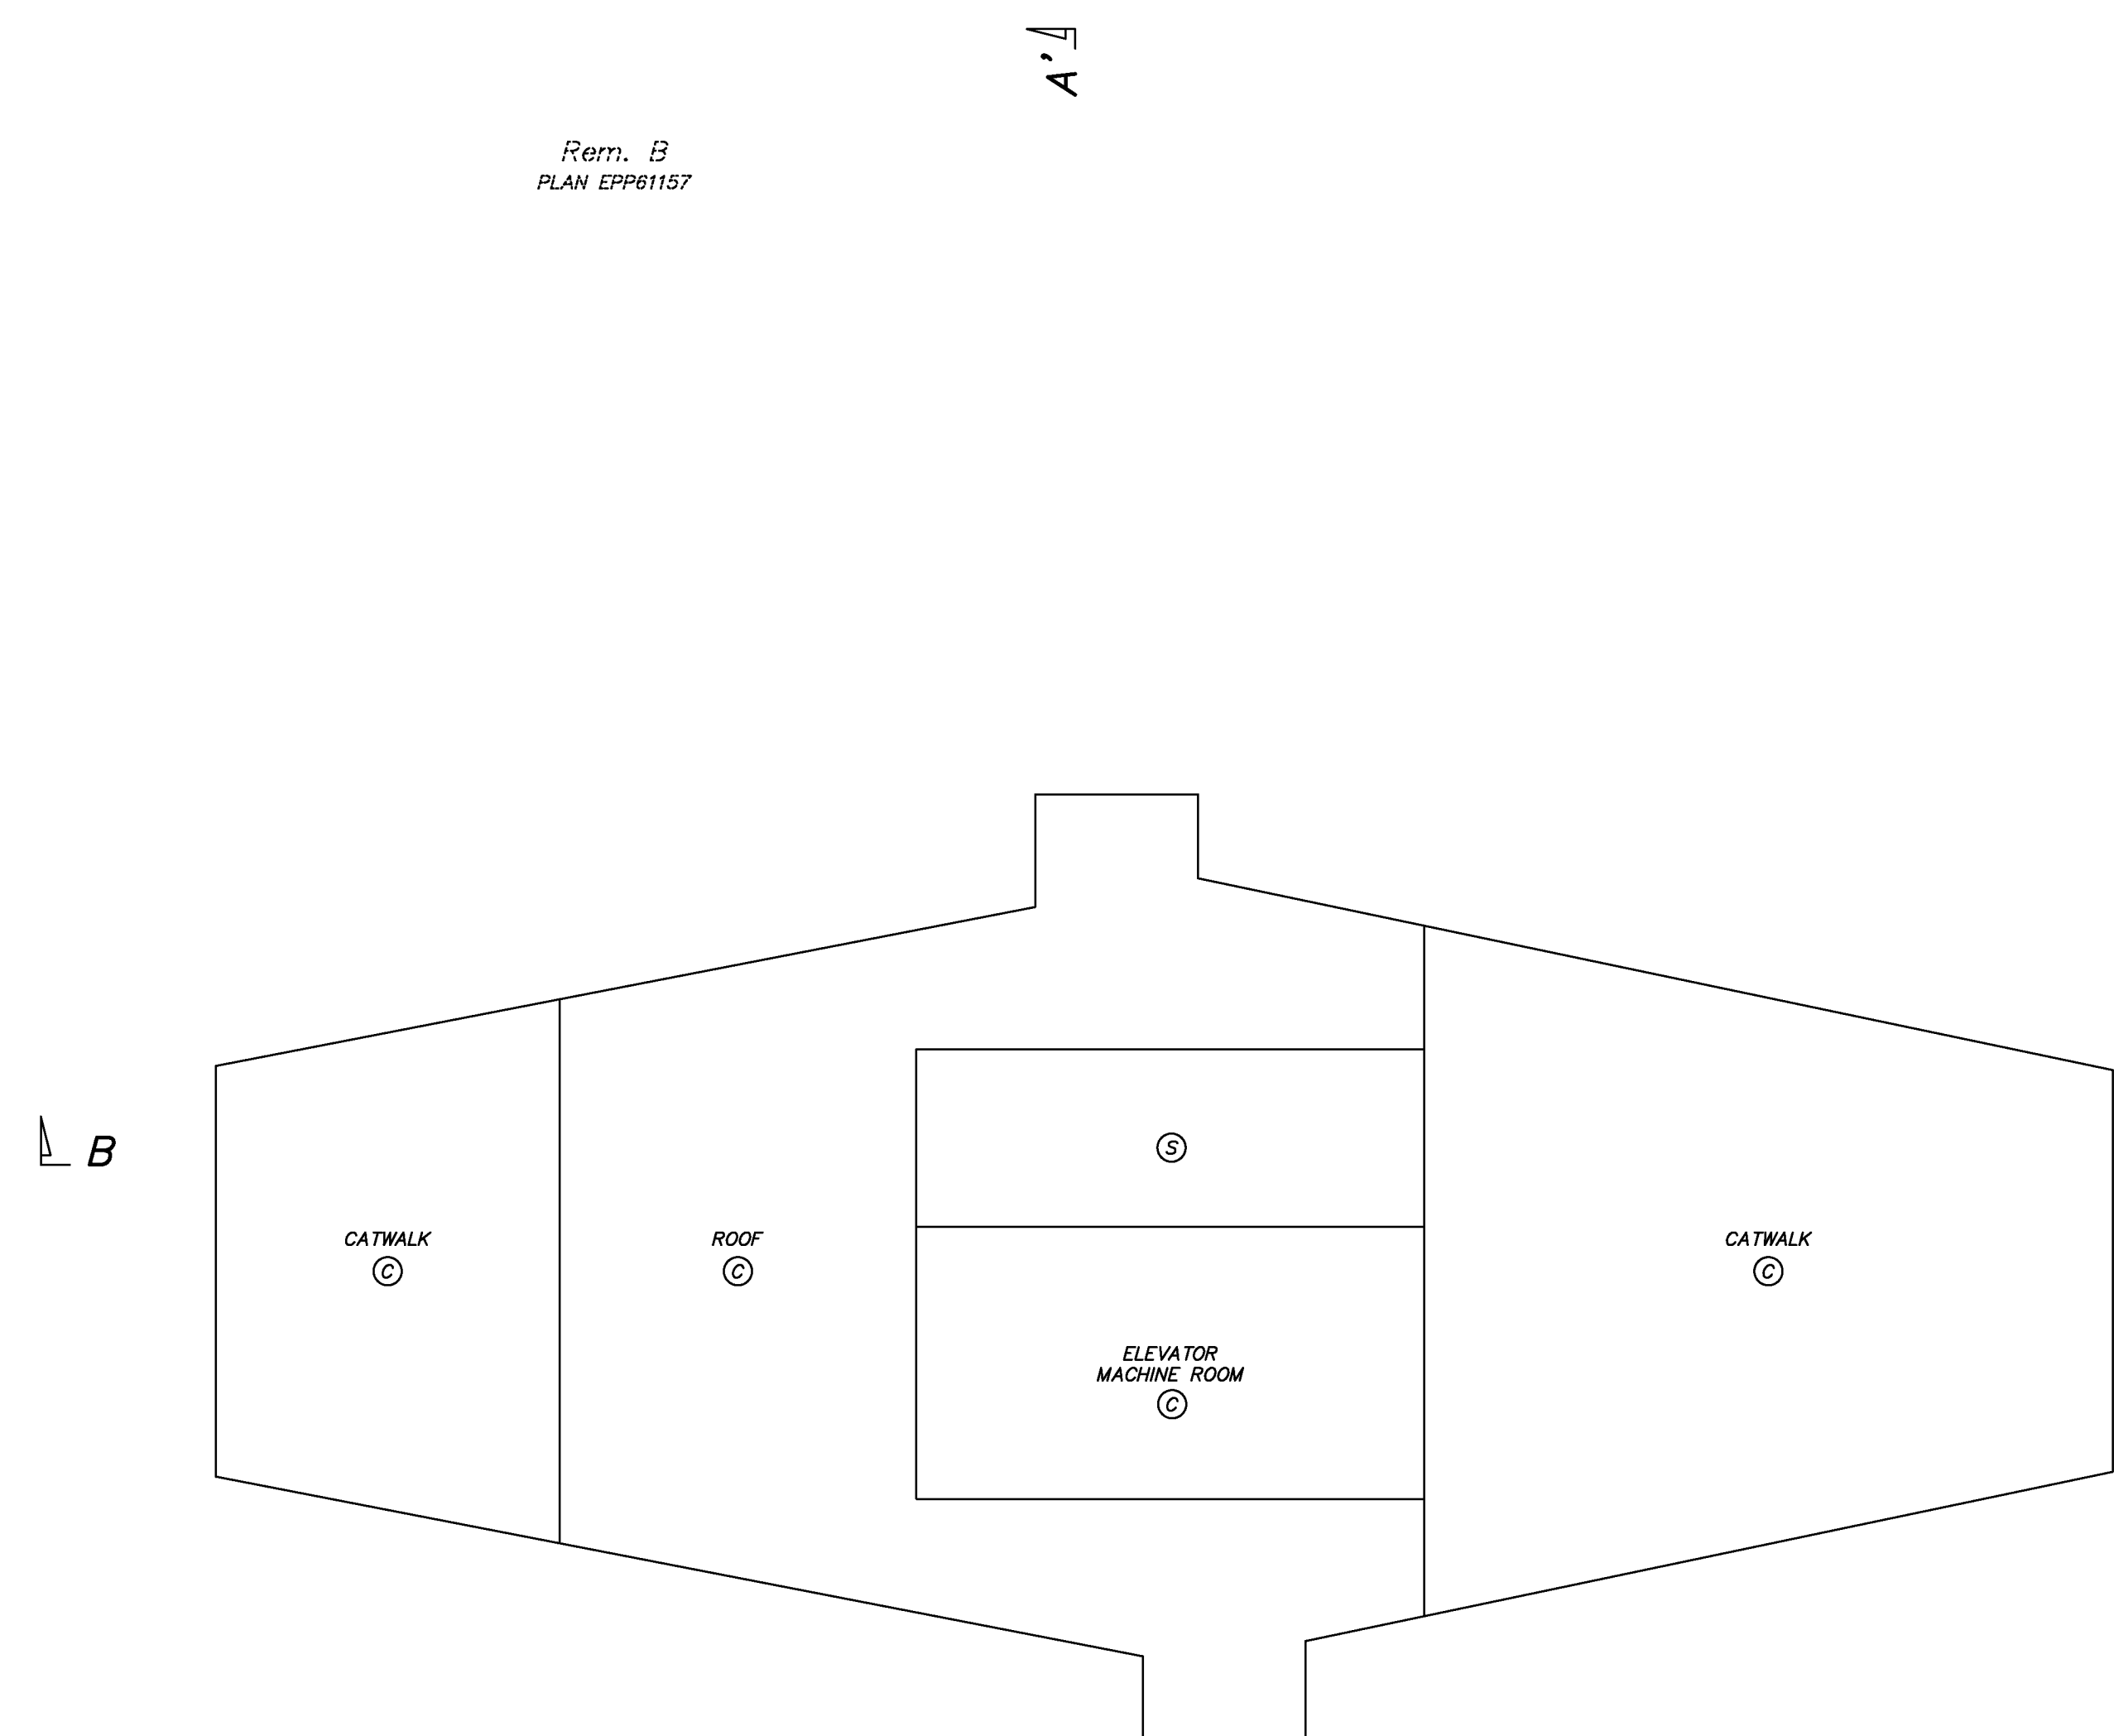 A'
Rem. B
PLAN EPP61157
B
S
CATWALK
C
ROOF
C
CATWALK
C
ELEVATOR
MACHINE ROOM
C